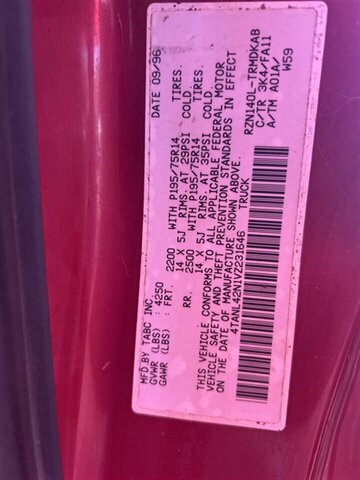 MFD BY TABC INC. DATE 09/96
GVWR (LBS) : 4250
(LBS) : FRT. 2200 WITH P195/75R14 TIRES.
14 X 5J RIMS. AT 29PSI COLD
RR. 2500 WITH P195/75R14 TIRES.
14 X 5J RIMS. AT 35PSI COLD
THIS VEHICLE CONFORMS TO ALL APPLICABLE FEDERAL MOTOR
VEHICLE SAFETY AND THEFT PREVENTION STANDARDS IN EFFECT
ON THE DATE OF MANUFACTURE SHOWN ABOVE.
4TANL42N1VZ231646 TRUCK
RZN140L-TRMDKAB
C/TR 3K4/FA11
A/TM A01A/
W59